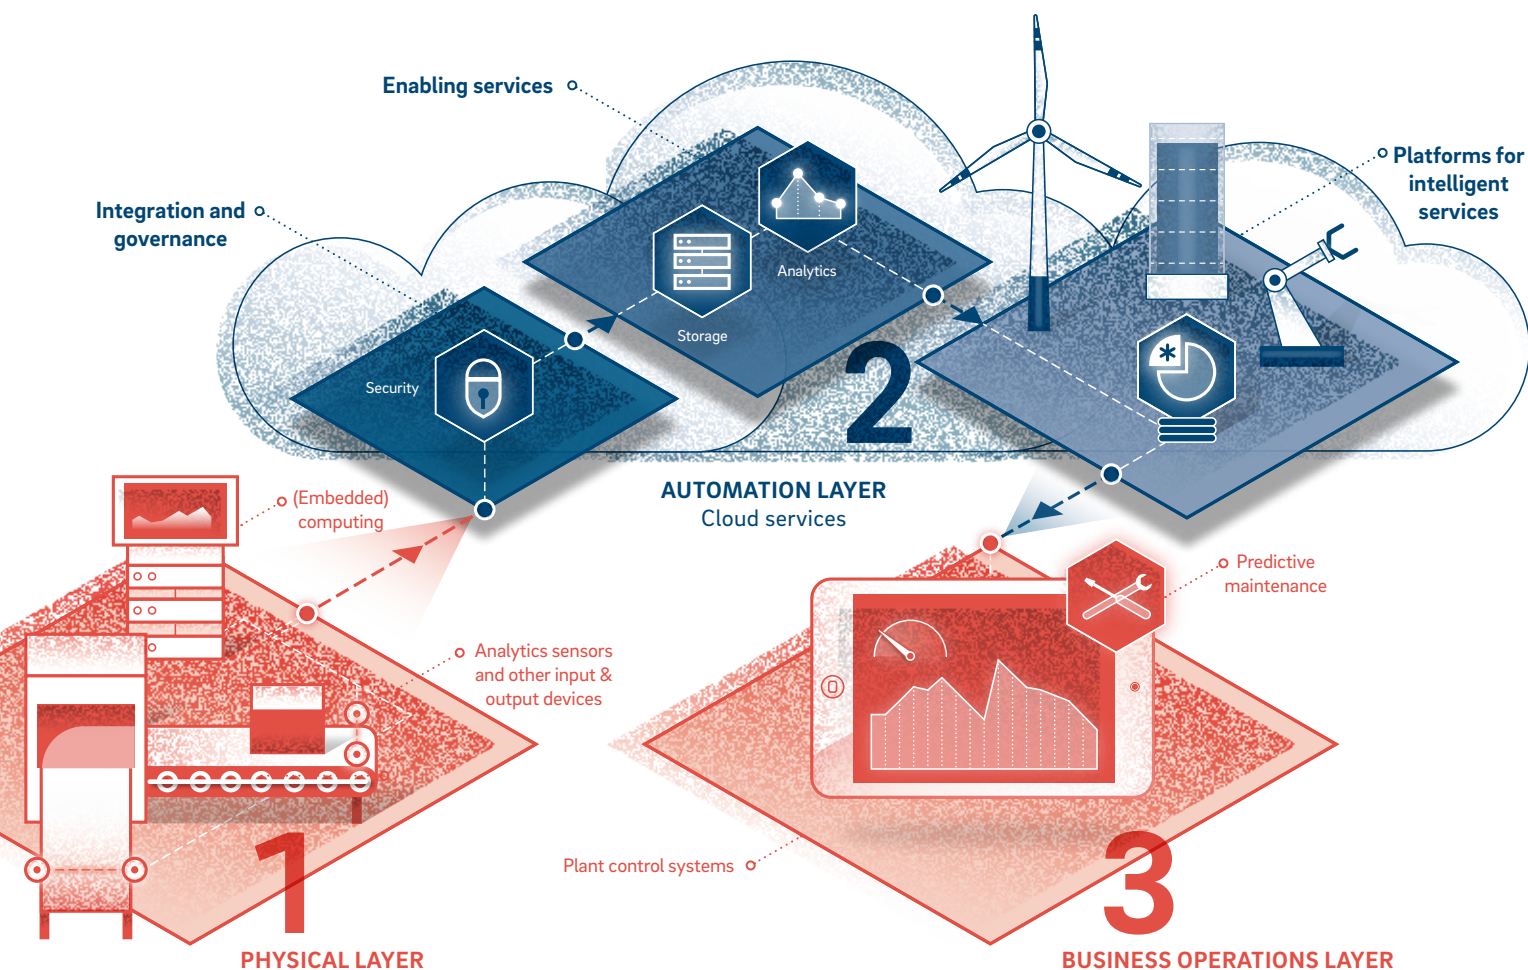 Enabling services
Platforms for
intelligent
services
Integration and
governance
Analytics
Storage
Security
2
AUTOMATION LAYER
Cloud services
(Embedded)
computing
Predictive
maintenance
Analytics sensors
and other input &
output devices
Plant control systems
1
3
PHYSICAL LAYER
BUSINESS OPERATIONS LAYER